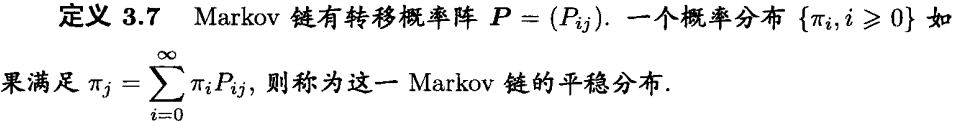 定义 3.7 Markov 链有转移概率阵 P = (P_{ij}). 一个概率分布 {π_i, i ⩾ 0} 如
果满足 π_j = \sum_{i=0}^{∞} π_i P_{ij}, 则称为这一 Markov 链的平稳分布.